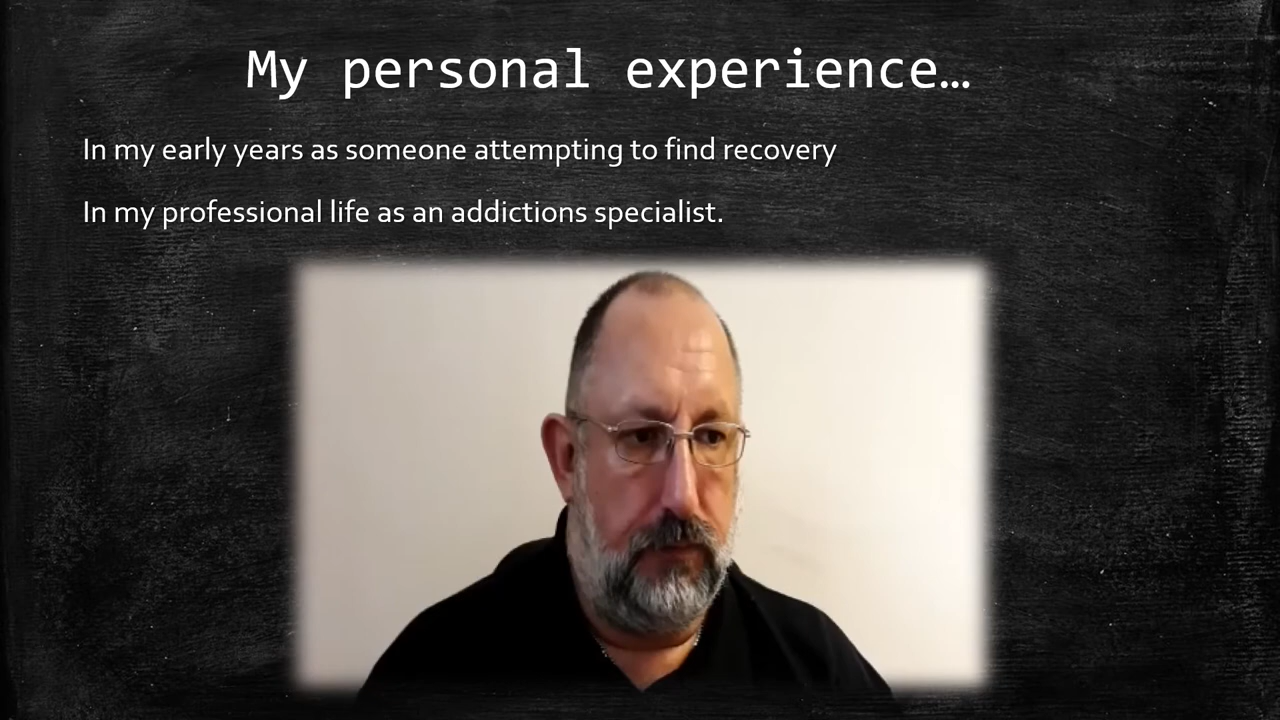 My personal experience…
In my early years as someone attempting to find recovery
In my professional life as an addictions specialist.